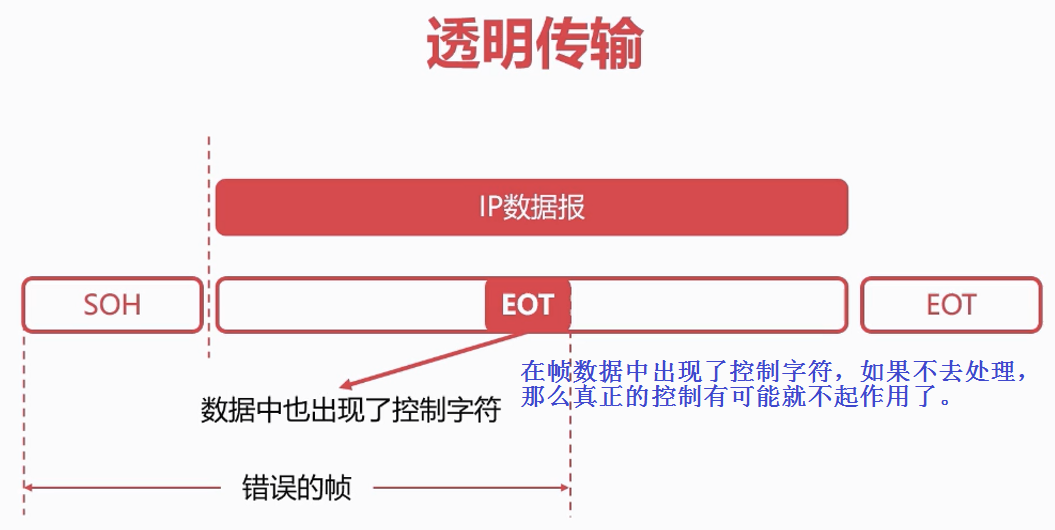 透明传输
IP数据报
SOH
EOT
EOT
在帧数据中出现了控制字符，如果不去处理，
那么真正的控制有可能就不起作用了。
数据中也出现了控制字符
错误的帧